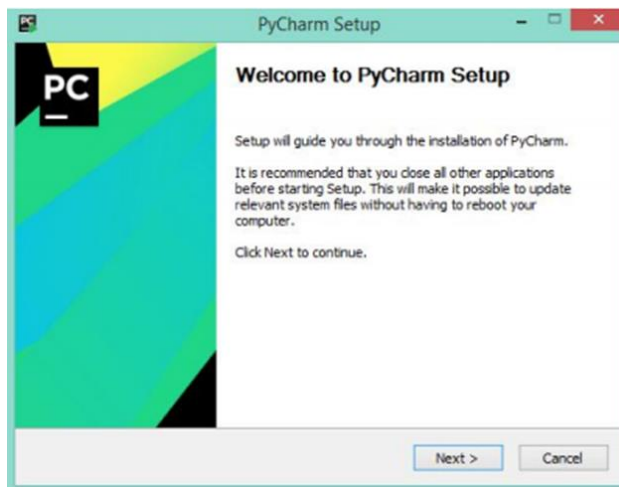 PyCharm Setup
PC
Welcome to PyCharm Setup
Setup will guide you through the installation of PyCharm.
It is recommended that you close all other applications
before starting Setup. This will make it possible to update
relevant system files without having to reboot your
computer.
Click Next to continue.
Next >
Cancel